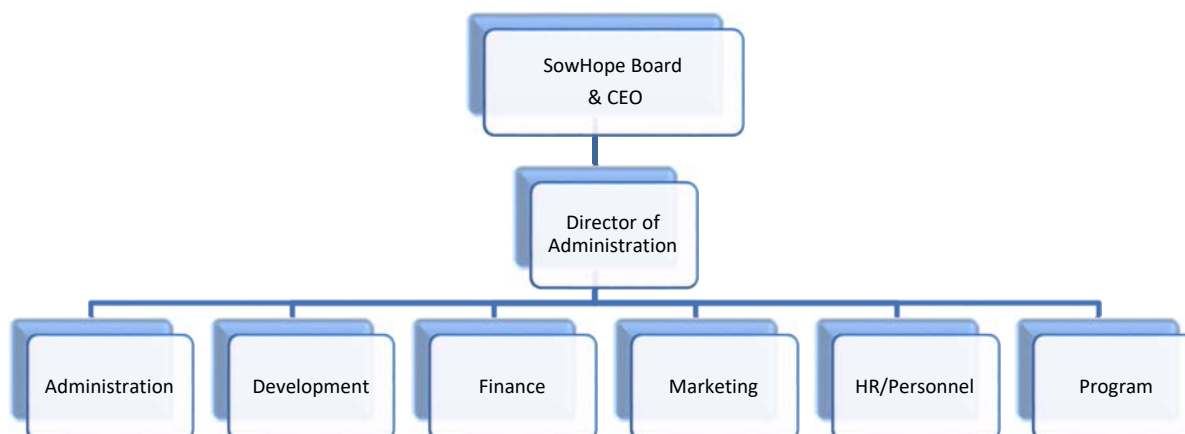 SowHope Board
& CEO
Director of
Administration
Administration
Development
Finance
Marketing
HR/Personnel
Program